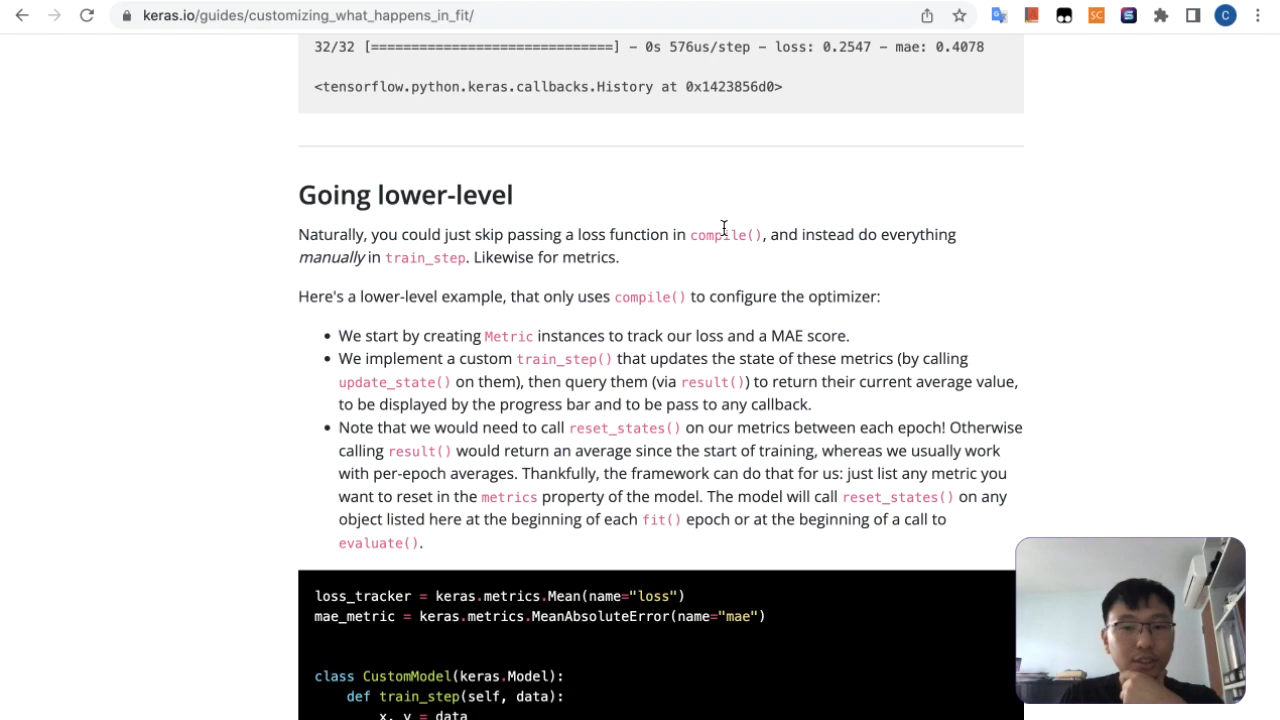 keras.io/guides/customizing_what_happens_in_fit/
SC
S
C
32/32 [==============================] - 0s 576us/step - loss: 0.2547 - mae: 0.4078
<tensorflow.python.keras.callbacks.History at 0x1423856d0>
Going lower-level
Naturally, you could just skip passing a loss function in compile(), and instead do everything
manually in train_step. Likewise for metrics.
Here's a lower-level example, that only uses compile() to configure the optimizer:
• We start by creating Metric instances to track our loss and a MAE score.
• We implement a custom train_step() that updates the state of these metrics (by calling
update_state() on them), then query them (via result()) to return their current average value,
to be displayed by the progress bar and to be pass to any callback.
• Note that we would need to call reset_states() on our metrics between each epoch! Otherwise
calling result() would return an average since the start of training, whereas we usually work
with per-epoch averages. Thankfully, the framework can do that for us: just list any metric you
want to reset in the metrics property of the model. The model will call reset_states() on any
object listed here at the beginning of each fit() epoch or at the beginning of a call to
evaluate().
loss_tracker = keras.metrics.Mean(name="loss")
mae_metric = keras.metrics.MeanAbsoluteError(name="mae")
class CustomModel(keras.Model):
def train_step(self, data):
x, y = data